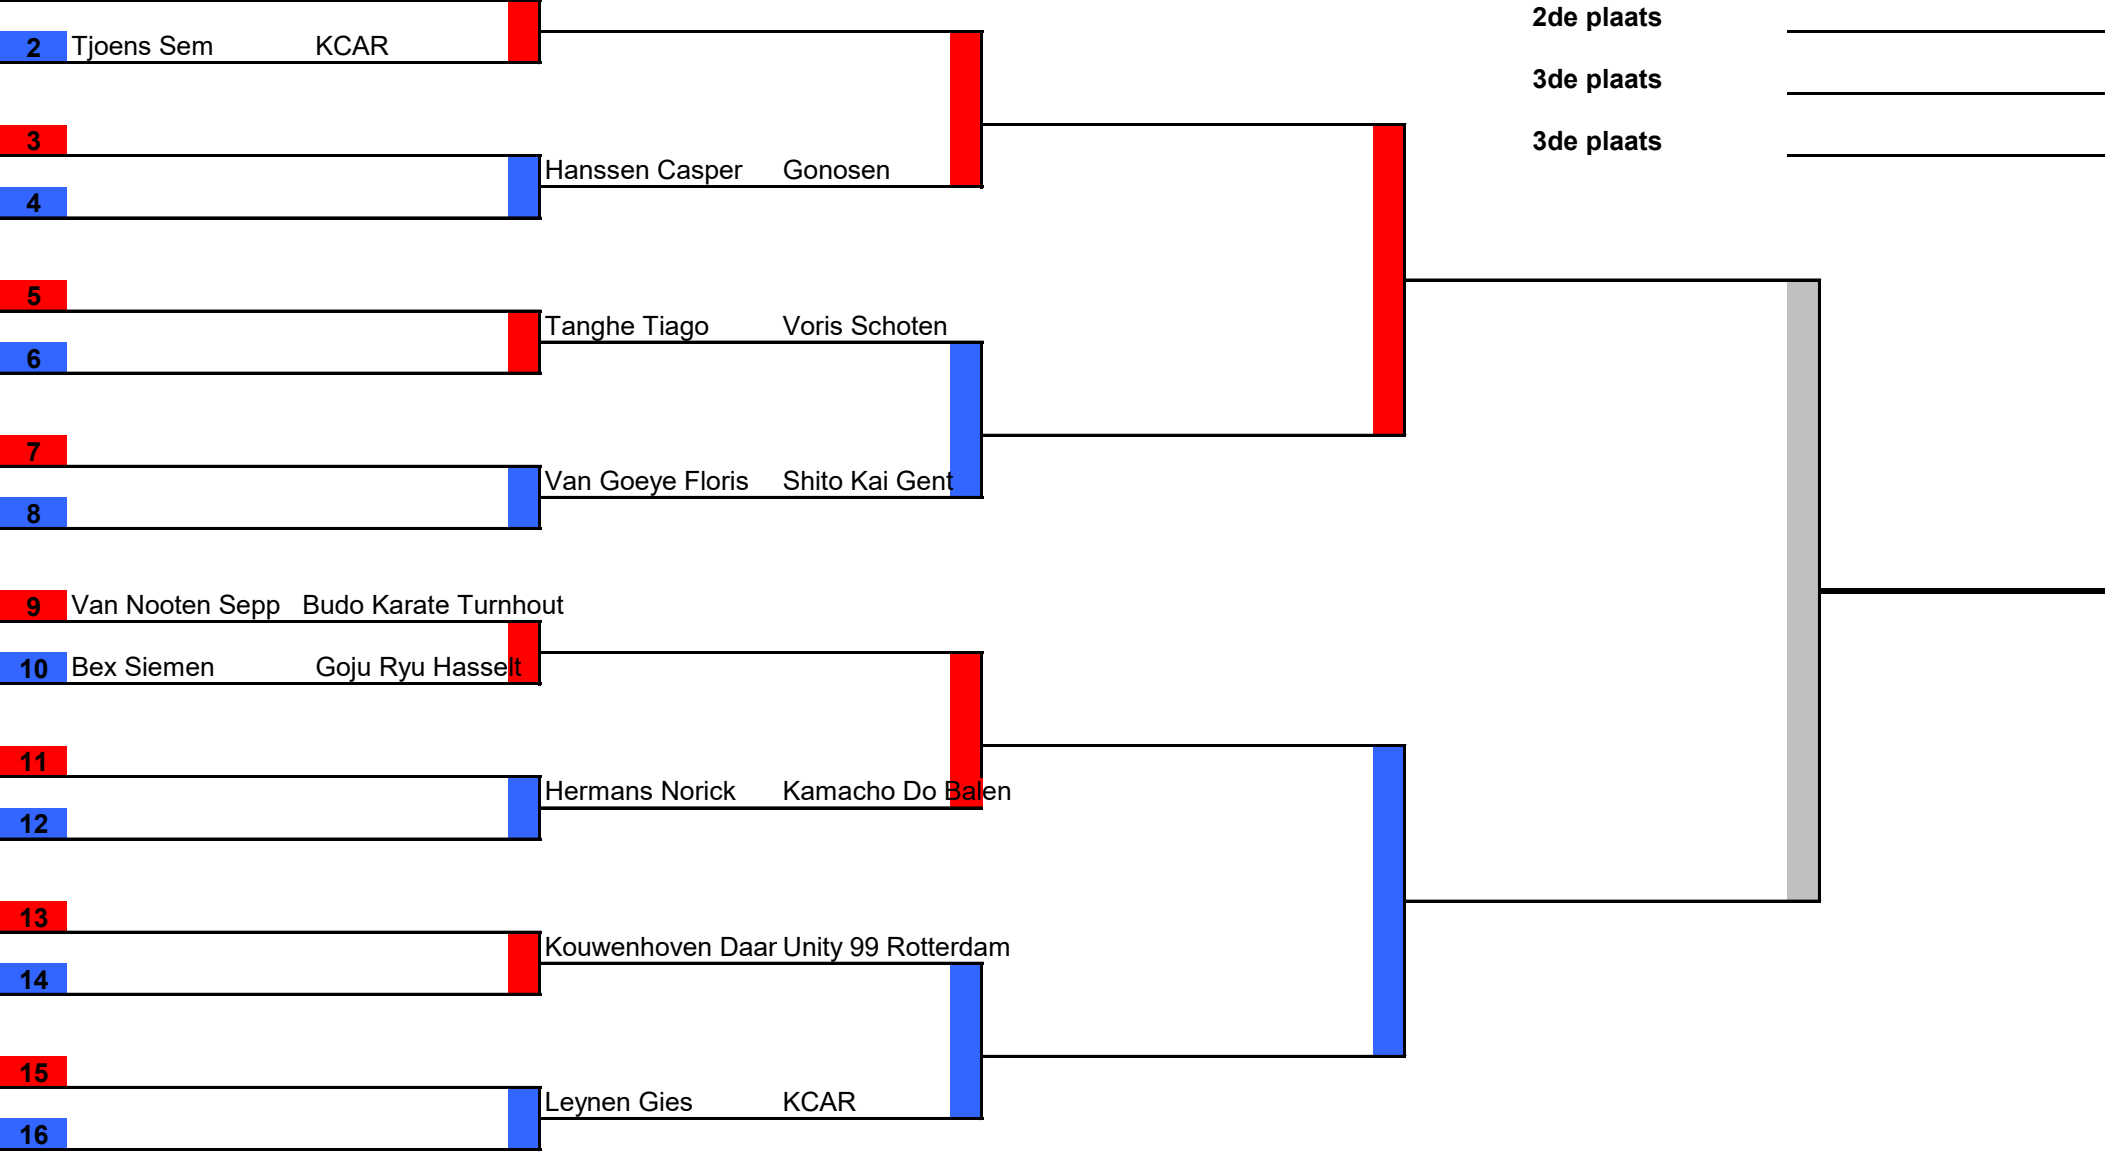 2de plaats
2 Tjoens Sem KCAR
3de plaats
3
3de plaats
Hanssen Casper Gonosen
4
5
Tanghe Tiago Voris Schoten
6
7
Van Goeye Floris Shito Kai Gent
8
9 Van Nooten Sepp Budo Karate Turnhout
10 Bex Siemen Goju Ryu Hasselt
11
Hermans Norick Kamacho Do Balen
12
13
Kouwenhoven Daar Unity 99 Rotterdam
14
15
Leynen Gies KCAR
16